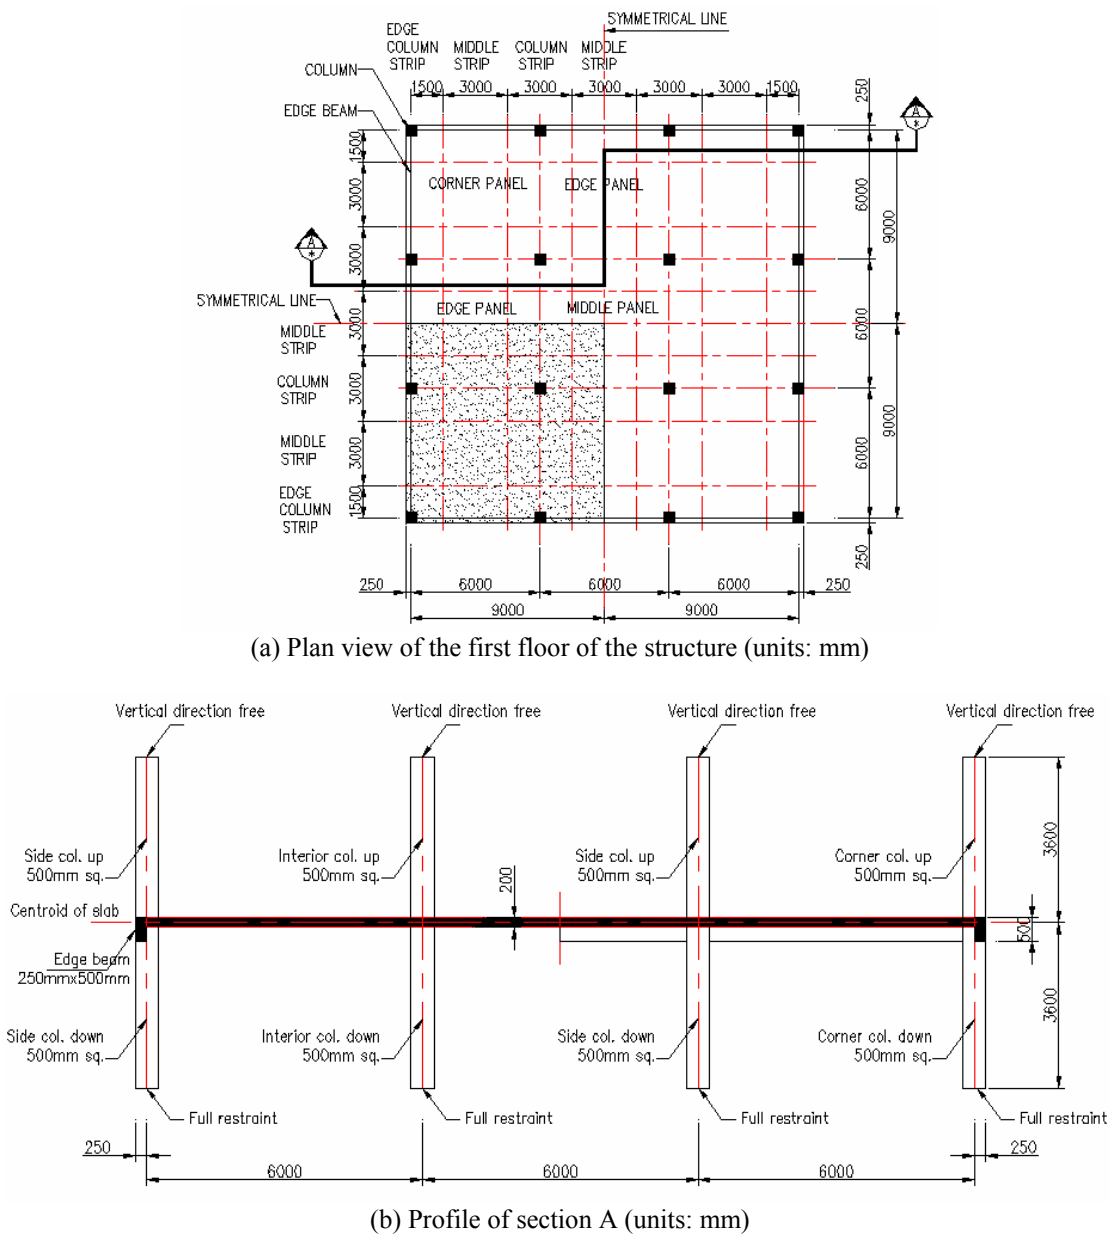 SYMMETRICAL LINE
EDGE
COLUMN
STRIP
MIDDLE
STRIP
COLUMN
STRIP
MIDDLE
STRIP
COLUMN
EDGE BEAM
1500 3000 3000 3000 3000 3000 1500
250
A
*
1500
3000
3000
3000
3000
3000
1500
CORNER PANEL
EDGE PANEL
6000
9000
A
*
SYMMETRICAL LINE
EDGE PANEL
MIDDLE PANEL
MIDDLE
STRIP
COLUMN
STRIP
MIDDLE
STRIP
EDGE
COLUMN
STRIP
6000
6000
9000
250
250 6000 6000 6000 250
9000 9000
(a) Plan view of the first floor of the structure (units: mm)
Vertical direction free
Vertical direction free
Vertical direction free
Vertical direction free
Side col. up
500mm sq.
Interior col. up
500mm sq.
Side col. up
500mm sq.
Corner col. up
500mm sq.
200
3600
Centroid of slab
500
Edge beam
250mmx500mm
Side col. down
500mm sq.
Interior col. down
500mm sq.
Side col. down
500mm sq.
Corner col. down
500mm sq.
3600
Full restraint
Full restraint
Full restraint
Full restraint
250 6000 6000 6000 250
(b) Profile of section A (units: mm)